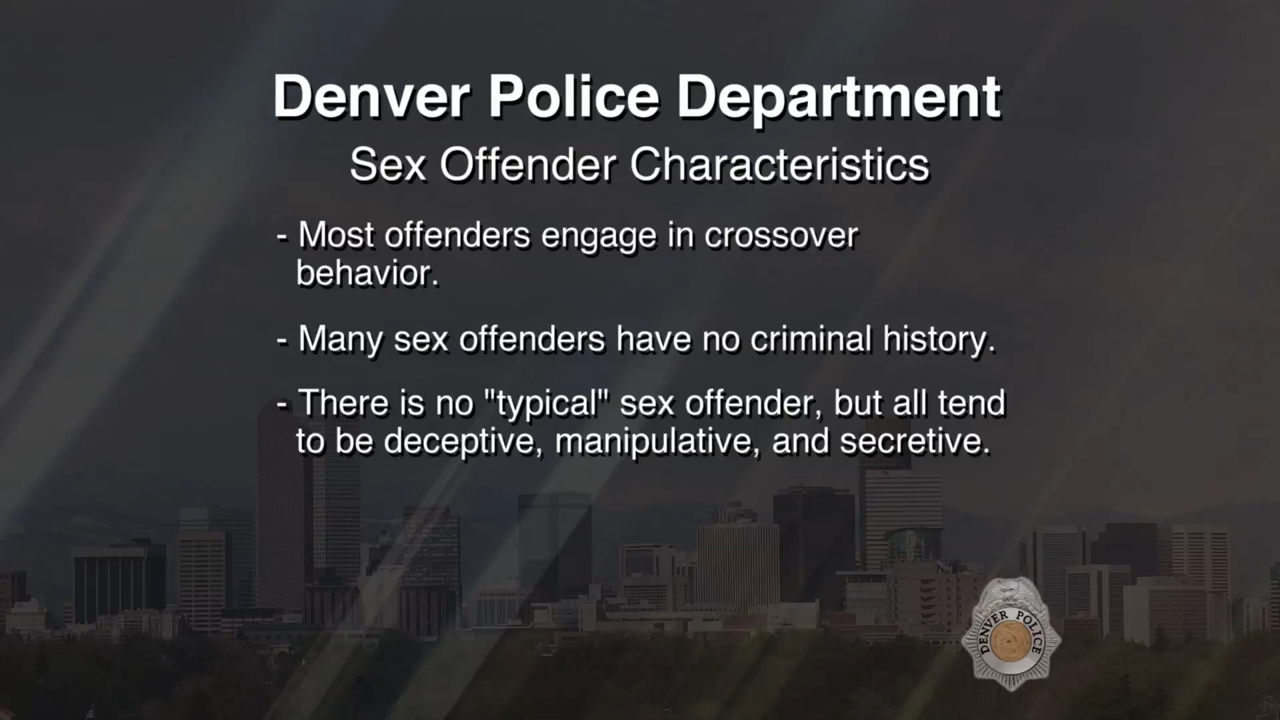 Denver Police Department
Sex Offender Characteristics
- Most offenders engage in crossover
behavior.
- Many sex offenders have no criminal history.
- There is no "typical" sex offender, but all tend
to be deceptive, manipulative, and secretive.
DENVER POLICE